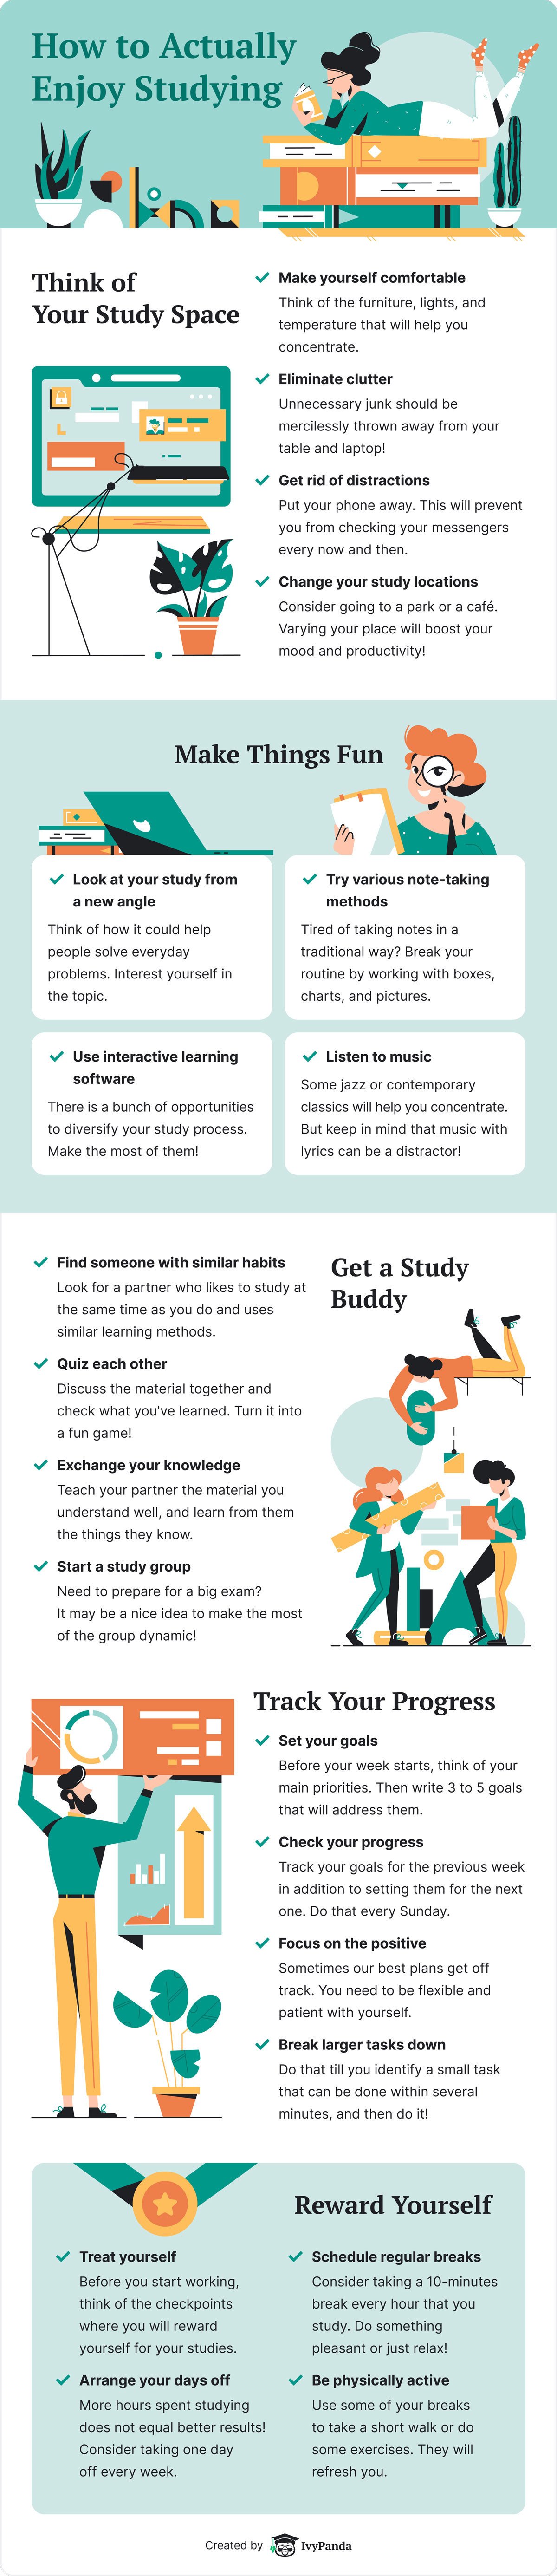 How to Actually
Enjoy Studying
Think of
Your Study Space
Make yourself comfortable
Think of the furniture, lights, and
temperature that will help you
concentrate.
Eliminate clutter
Unnecessary junk should be
mercilessly thrown away from your
table and laptop!
Get rid of distractions
Put your phone away. This will prevent
you from checking your messengers
every now and then.
Change your study locations
Consider going to a park or a café.
Varying your place will boost your
mood and productivity!
Make Things Fun
Look at your study from
a new angle
Think of how it could help
people solve everyday
problems. Interest yourself in
the topic.
Try various note-taking
methods
Tired of taking notes in a
traditional way? Break your
routine by working with boxes,
charts, and pictures.
Use interactive learning
software
There is a bunch of opportunities
to diversify your study process.
Make the most of them!
Listen to music
Some jazz or contemporary
classics will help you concentrate.
But keep in mind that music with
lyrics can be a distractor!
Get a Study
Buddy
Find someone with similar habits
Look for a partner who likes to study at
the same time as you do and uses
similar learning methods.
Quiz each other
Discuss the material together and
check what you've learned. Turn it into
a fun game!
Exchange your knowledge
Teach your partner the material you
understand well, and learn from them
the things they know.
Start a study group
Need to prepare for a big exam?
It may be a nice idea to make the most
of the group dynamic!
Track Your Progress
Set your goals
Before your week starts, think of your
main priorities. Then write 3 to 5 goals
that will address them.
Check your progress
Track your goals for the previous week
in addition to setting them for the next
one. Do that every Sunday.
Focus on the positive
Sometimes our best plans get off
track. You need to be flexible and
patient with yourself.
Break larger tasks down
Do that till you identify a small task
that can be done within several
minutes, and then do it!
Reward Yourself
Treat yourself
Before you start working,
think of the checkpoints
where you will reward
yourself for your studies.
Arrange your days off
More hours spent studying
does not equal better results!
Consider taking one day
off every week.
Schedule regular breaks
Consider taking a 10-minutes
break every hour that you
study. Do something
pleasant or just relax!
Be physically active
Use some of your breaks
to take a short walk or do
some exercises. They will
refresh you.
Created by IvyPanda